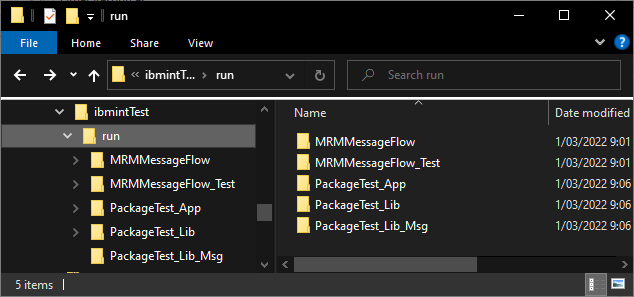 run
File Home Share View
« ibmintT... › run Search run
ibmintTest
run
MRMMessageFlow
MRMMessageFlow_Test
PackageTest_App
PackageTest_Lib
PackageTest_Lib_Msg
Name Date modified
MRMMessageFlow 1/03/2022 9:01
MRMMessageFlow_Test 1/03/2022 9:01
PackageTest_App 1/03/2022 9:06
PackageTest_Lib 1/03/2022 9:06
PackageTest_Lib_Msg 1/03/2022 9:06
5 items